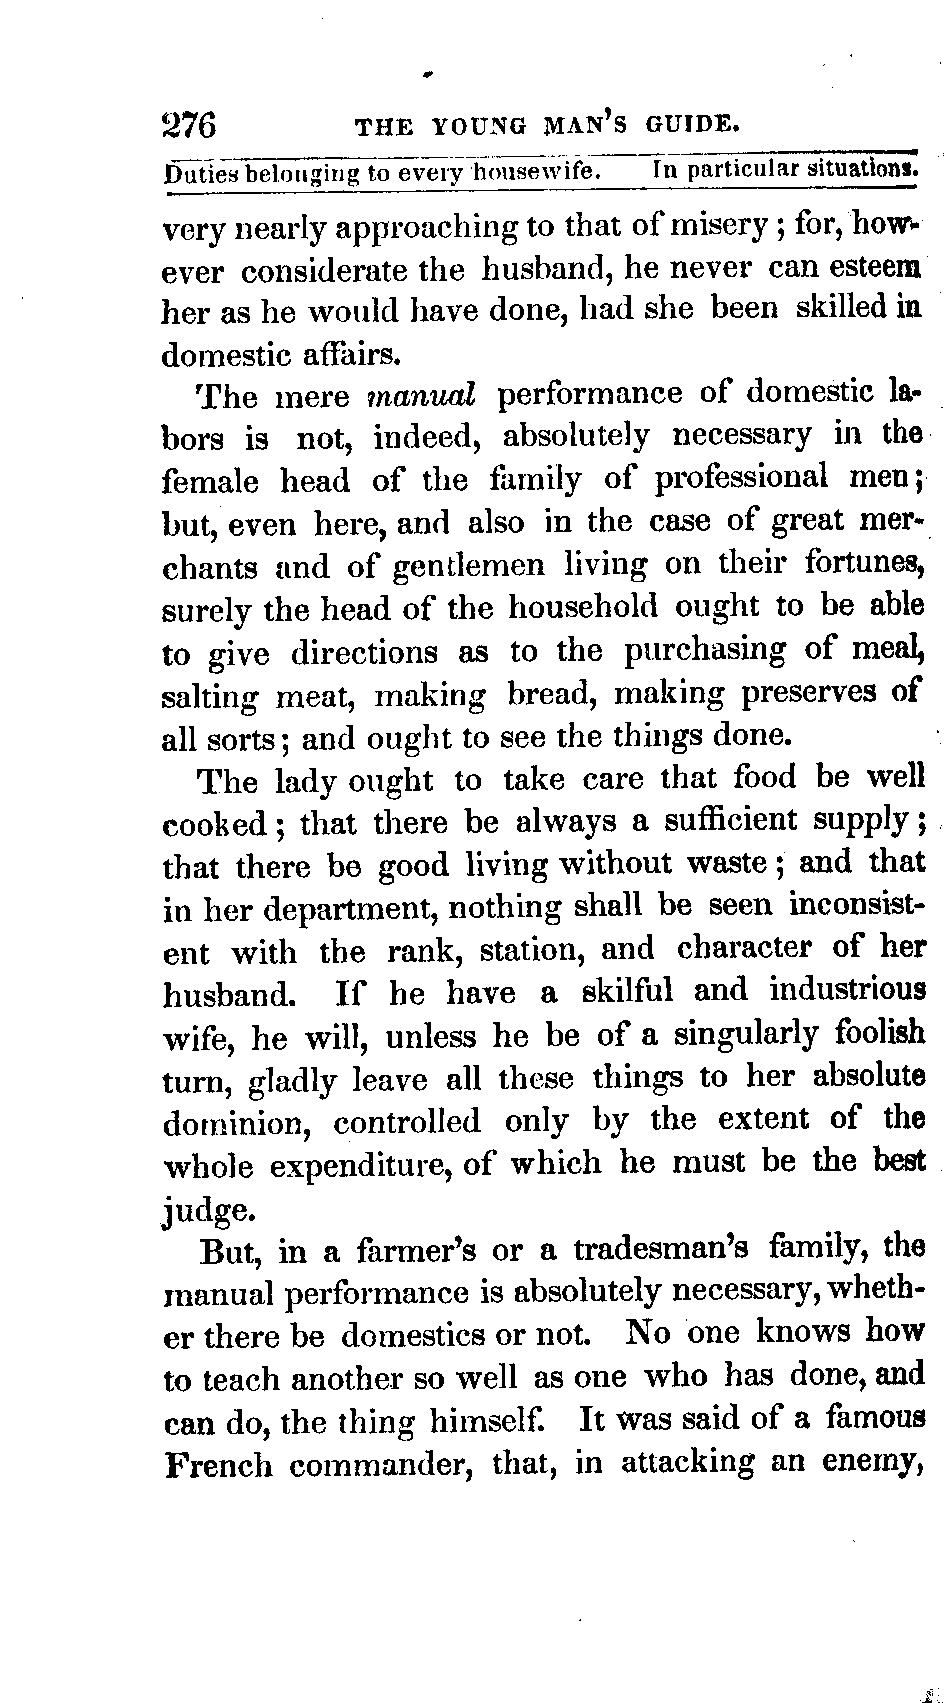 276 THE YOUNG MAN'S GUIDE.
Duties belonging to every housewife. In particular situations.
very nearly approaching to that of misery ; for, how-
ever considerate the husband, he never can esteem
her as he would have done, had she been skilled in
domestic affairs.
The mere manual performance of domestic la-
bors is not, indeed, absolutely necessary in the
female head of the family of professional men ;
but, even here, and also in the case of great mer-
chants and of gentlemen living on their fortunes,
surely the head of the household ought to be able
to give directions as to the purchasing of meal,
salting meat, making bread, making preserves of
all sorts ; and ought to see the things done.
The lady ought to take care that food be well
cooked ; that there be always a sufficient supply ;
that there be good living without waste ; and that
in her department, nothing shall be seen inconsist-
ent with the rank, station, and character of her
husband. If he have a skilful and industrious
wife, he will, unless he be of a singularly foolish
turn, gladly leave all these things to her absolute
dominion, controlled only by the extent of the
whole expenditure, of which he must be the best
judge.
But, in a farmer's or a tradesman's family, the
manual performance is absolutely necessary, wheth-
er there be domestics or not. No one knows how
to teach another so well as one who has done, and
can do, the thing himself. It was said of a famous
French commander, that, in attacking an enemy,